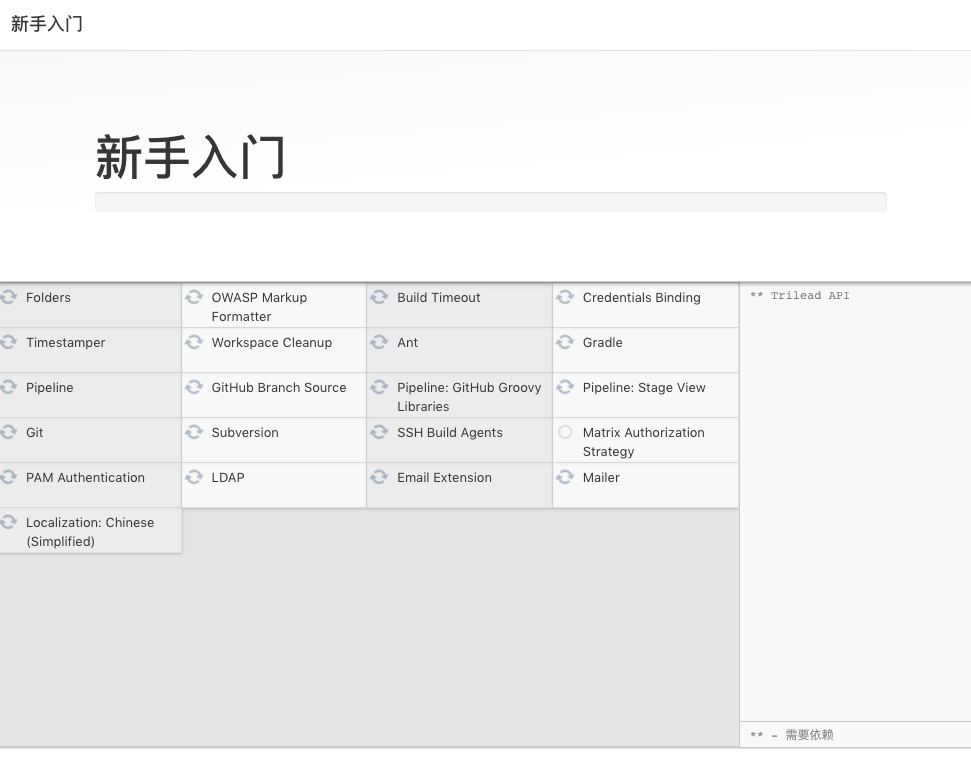 新手入门
新手入门
Folders
OWASP Markup
Formatter
Build Timeout
Credentials Binding
** Trilead API
Timestamper
Workspace Cleanup
Ant
Gradle
Pipeline
GitHub Branch Source
Pipeline: GitHub Groovy
Libraries
Pipeline: Stage View
Git
Subversion
SSH Build Agents
Matrix Authorization
Strategy
PAM Authentication
LDAP
Email Extension
Mailer
Localization: Chinese
(Simplified)
** - 需要依赖